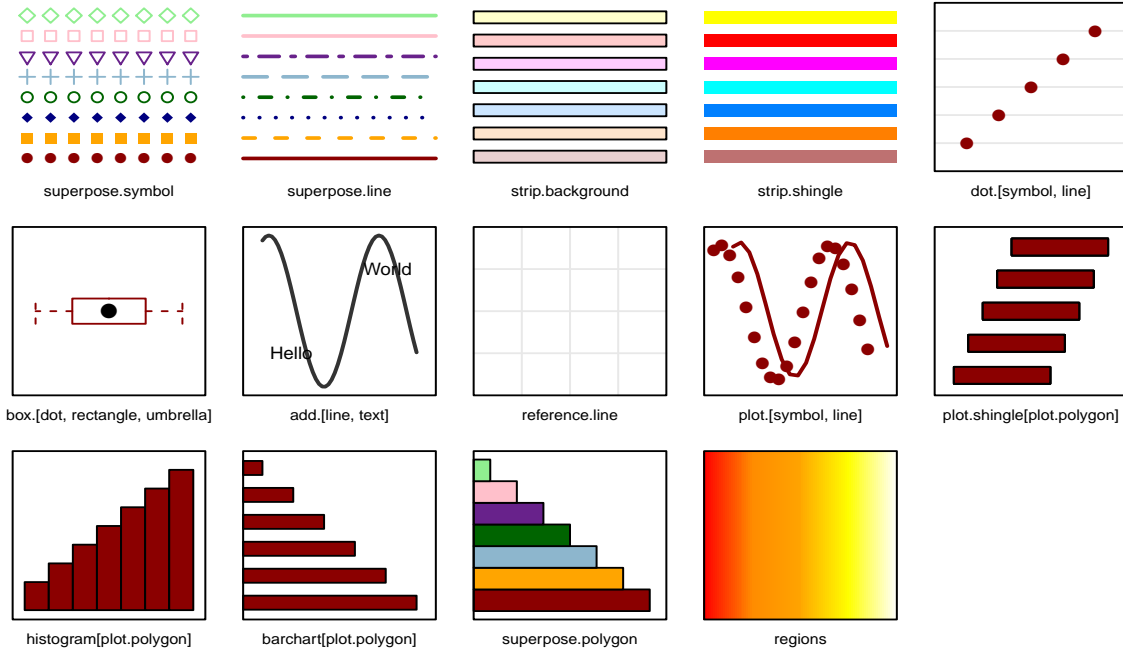 superpose.symbol
superpose.line
strip.background
strip.shingle
dot.[symbol, line]
World
Hello
box.[dot, rectangle, umbrella]
add.[line, text]
reference.line
plot.[symbol, line]
plot.shingle[plot.polygon]
histogram[plot.polygon]
barchart[plot.polygon]
superpose.polygon
regions